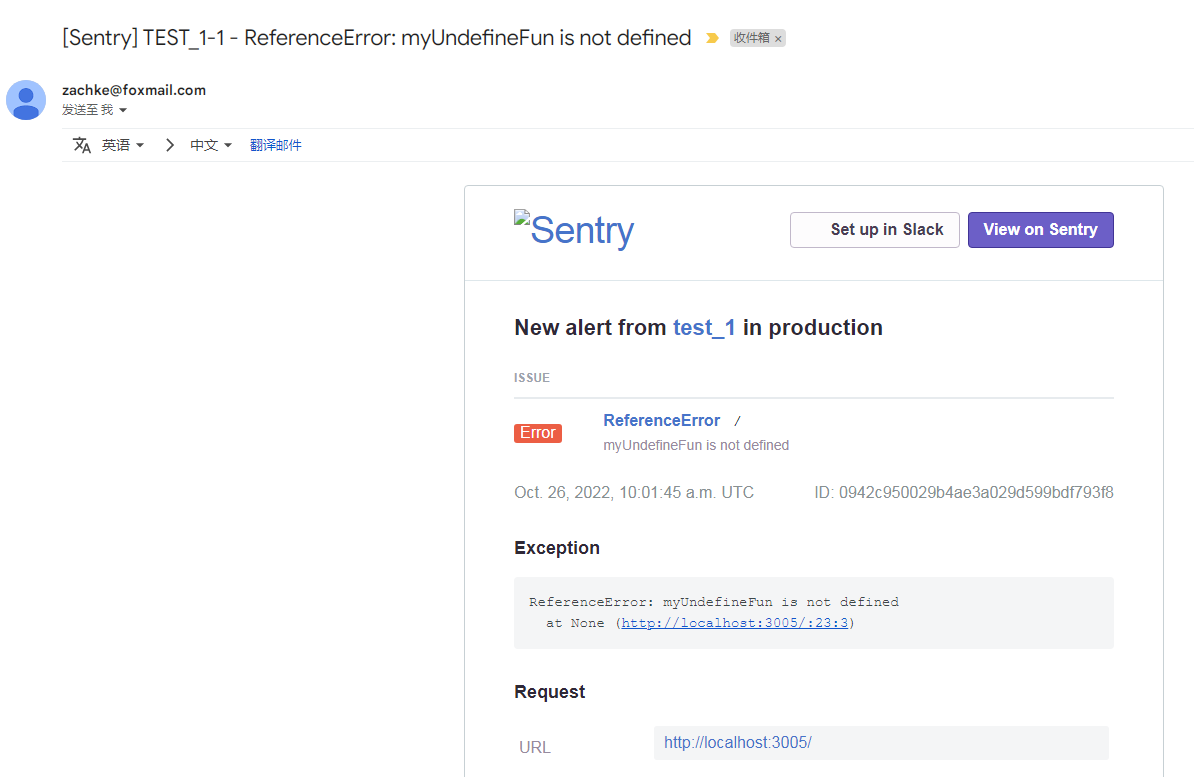 [Sentry] TEST_1-1 - ReferenceError: myUndefineFun is not defined 收件箱 ×
zachke@foxmail.com
发送至 我
英语 中文 翻译邮件
Sentry Set up in Slack View on Sentry
New alert from test_1 in production
ISSUE
Error ReferenceError /
myUndefineFun is not defined
Oct. 26, 2022, 10:01:45 a.m. UTC ID: 0942c950029b4ae3a029d599bdf793f8
Exception
ReferenceError: myUndefineFun is not defined
at None (http://localhost:3005/:23:3)
Request
URL http://localhost:3005/